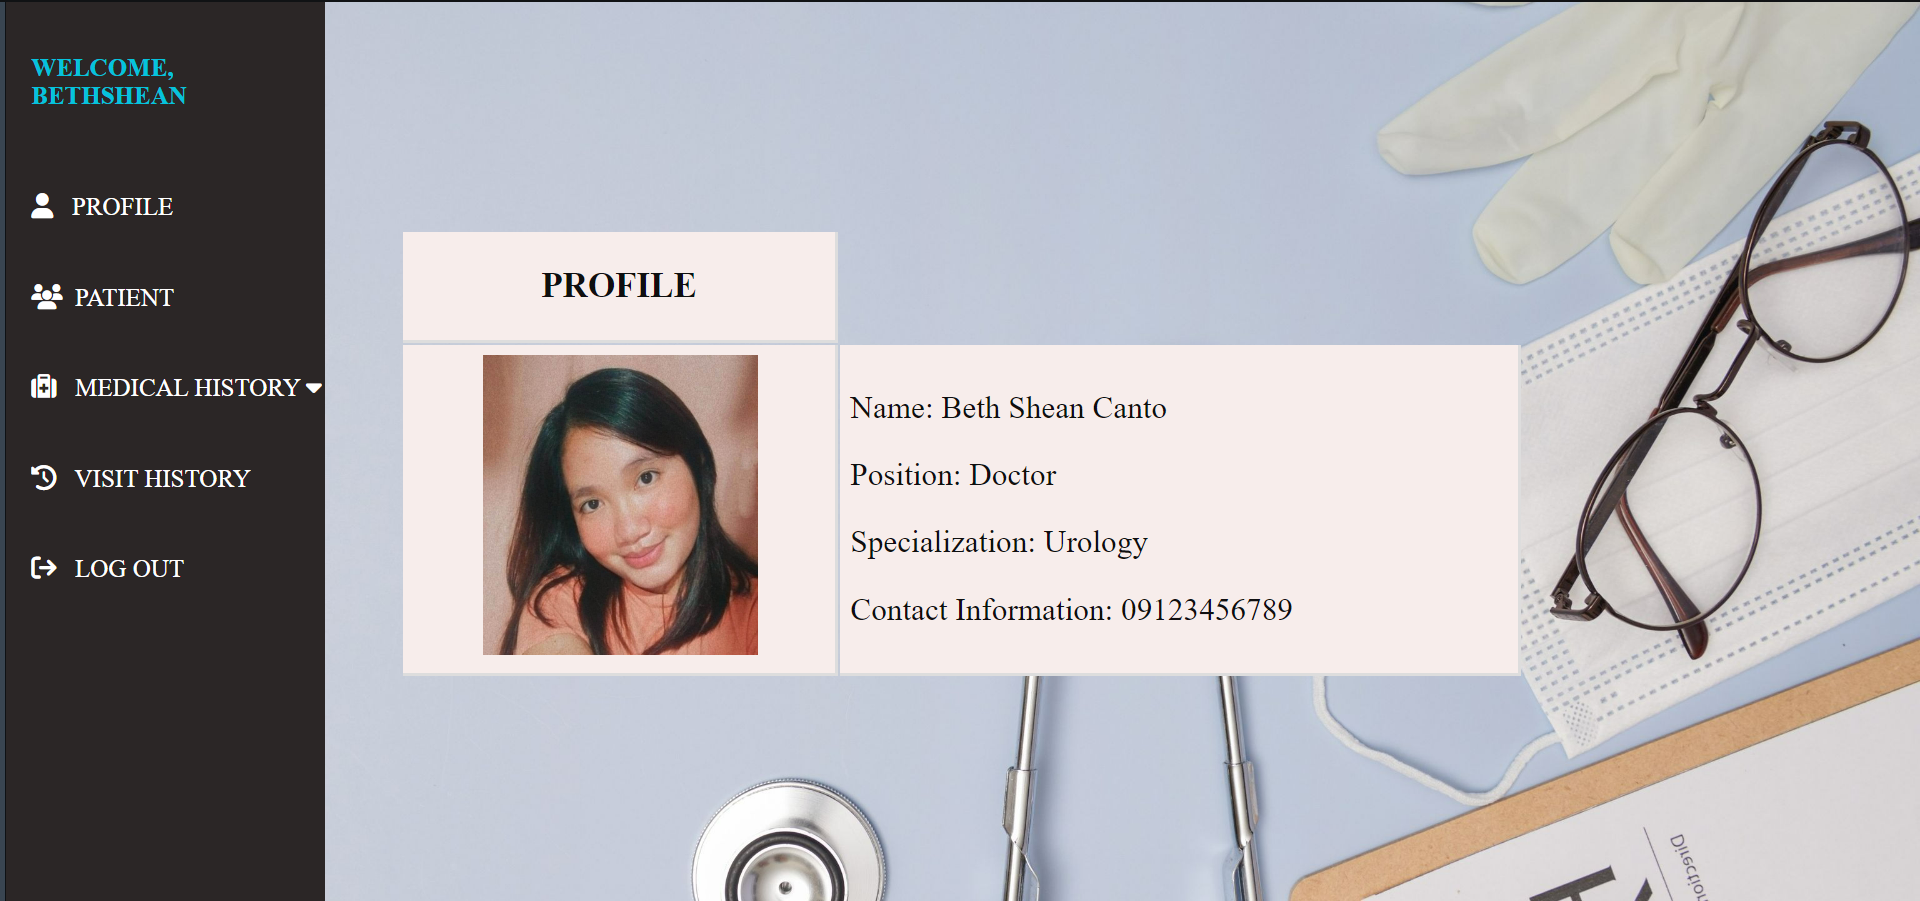 WELCOME,
BETHSHEAN
PROFILE
PATIENT
MEDICAL HISTORY
VISIT HISTORY
LOG OUT
PROFILE
Name: Beth Shean Canto
Position: Doctor
Specialization: Urology
Contact Information: 09123456789